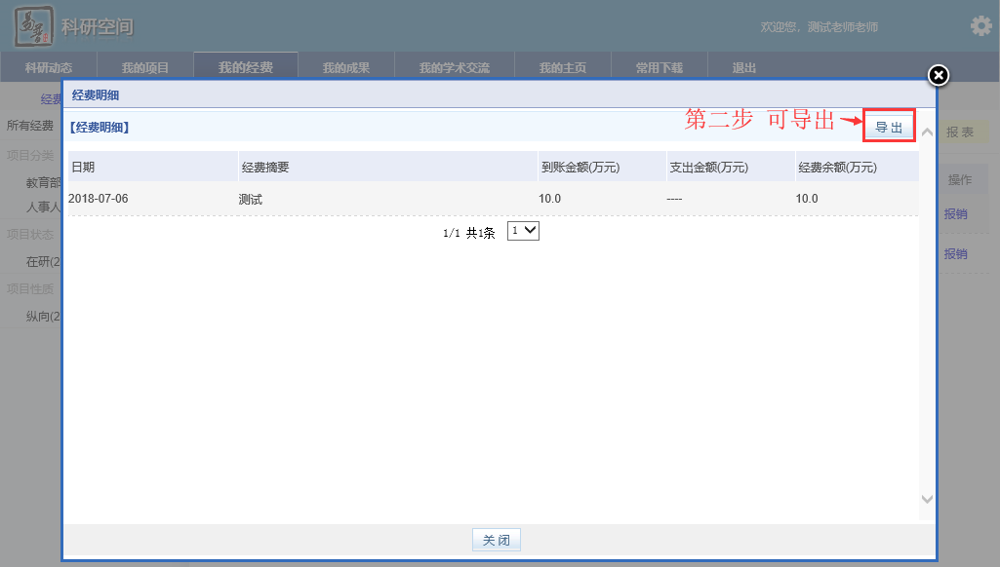 易普 科研空间
欢迎您，测试老师老师
科研动态 我的项目 我的经费 我的成果 我的学术交流 我的主页 常用下载 退出
经费
经费明细
所有经费
【经费明细】
第二步 可导出
导出
报表
项目分类
日期 经费摘要 到账金额(万元) 支出金额(万元) 经费余额(万元)
操作
教育部
2018-07-06 测试 10.0 ---- 10.0
人事人
报销
项目状态
1/1 共1条 1
在研(2
报销
项目性质
纵向(2
关闭